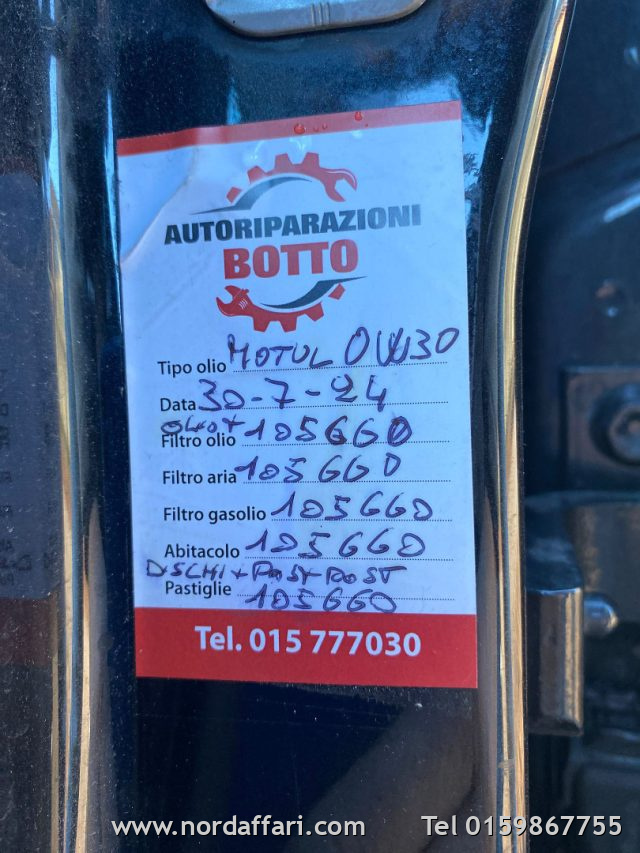 AUTORIPARAZIONI
BOTTO
Tipo olio MOTUL 0W30
Data 30-7-24
OLIO +
Filtro olio 105660
Filtro aria 105660
Filtro gasolio 105660
Abitacolo 105660
DISCHI + PAST POST
Pastiglie 105660
Tel. 015 777030
www.nordaffari.com Tel 0159867755